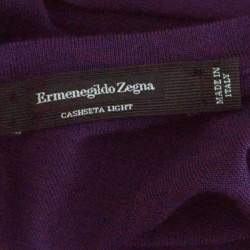 Ermenegildo Zegna
CASHSETA LIGHT
MADE IN
ITALY